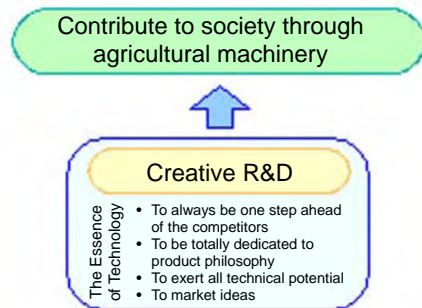 Contribute to society through
agricultural machinery
Creative R&D
The Essence
of Technology
• To always be one step ahead
of the competitors
• To be totally dedicated to
product philosophy
• To exert all technical potential
• To market ideas